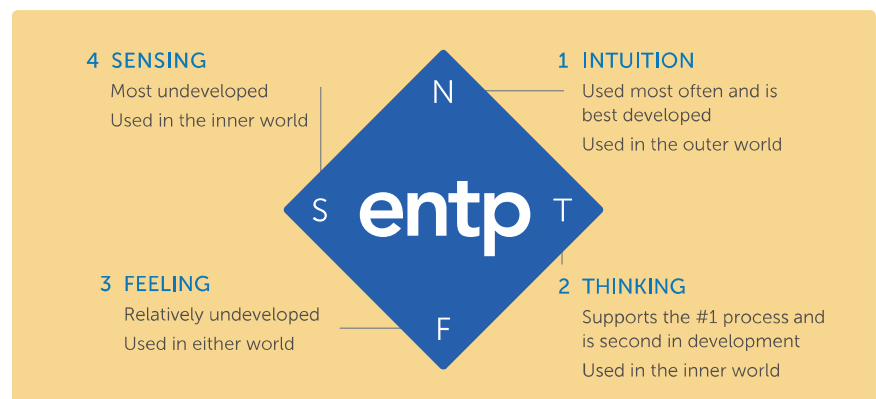 4 SENSING
Most undeveloped
Used in the inner world
1 INTUITION
Used most often and is
best developed
Used in the outer world
N
S
entp
T
F
3 FEELING
Relatively undeveloped
Used in either world
2 THINKING
Supports the #1 process and
is second in development
Used in the inner world